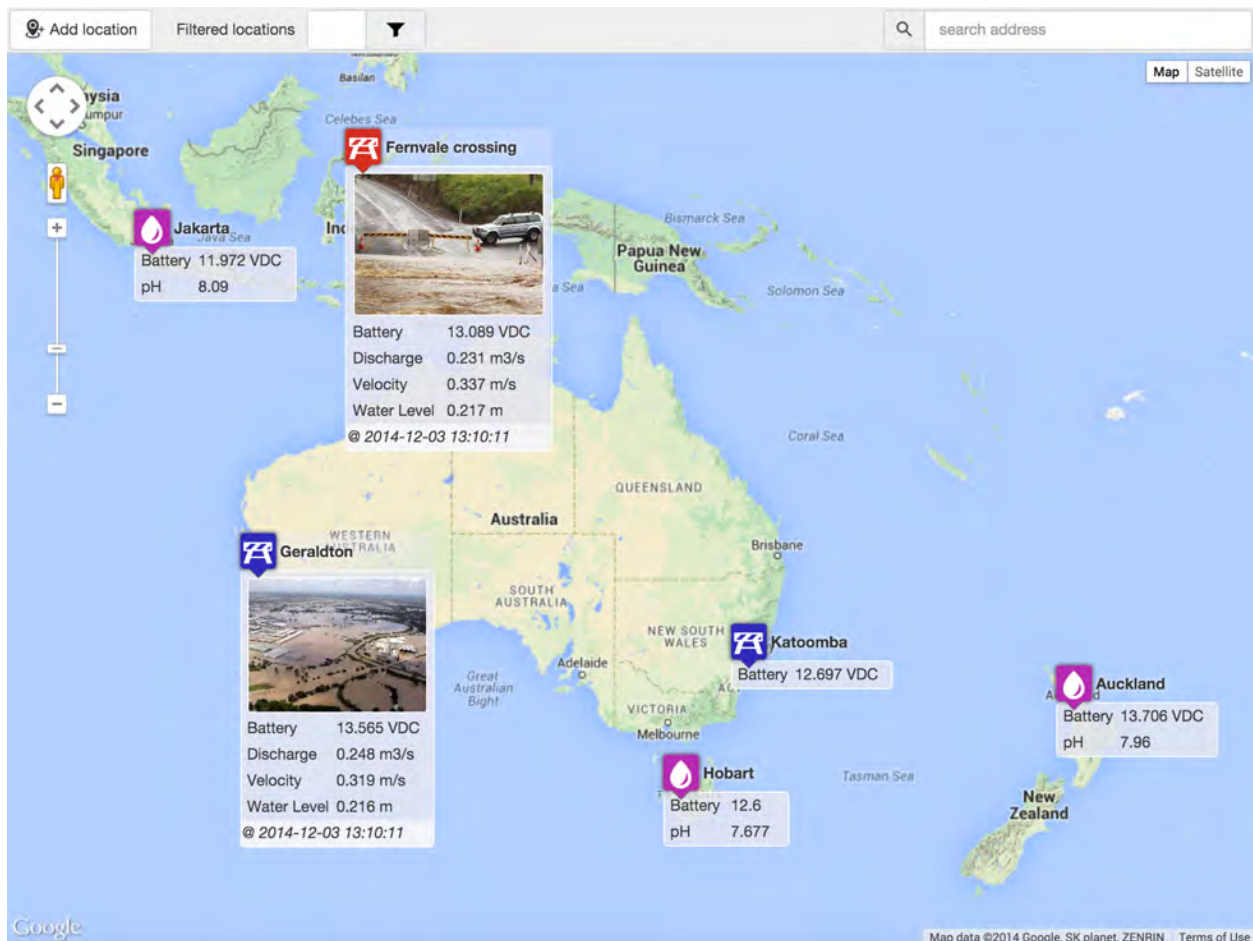 Add location
Filtered locations
search address
Map Satellite
Basilan
ysia
umpur
Singapore
Celebes Sea
Fernvale crossing
Jakarta
Java Sea
Battery 11.972 VDC
pH 8.09
Bismarck Sea
Papua New
Guinea
Solomon Sea
a Sea
Battery 13.089 VDC
Discharge 0.231 m3/s
Velocity 0.337 m/s
Water Level 0.217 m
@ 2014-12-03 13:10:11
Coral Sea
QUEENSLAND
Australia
WESTERN
AUSTRALIA
Geraldton
Brisbane
SOUTH
AUSTRALIA
NEW SOUTH
WALES
Katoomba
Battery 12.697 VDC
Adelaide
Great
Australian
Bight
VICTORIA
Melbourne
Auckland
Battery 13.706 VDC
pH 7.96
Battery 13.565 VDC
Discharge 0.248 m3/s
Velocity 0.319 m/s
Water Level 0.216 m
@ 2014-12-03 13:10:11
Hobart
Battery 12.6
pH 7.677
Tasman Sea
New
Zealand
Google
Map data ©2014 Google, SK planet, ZENRIN Terms of Use